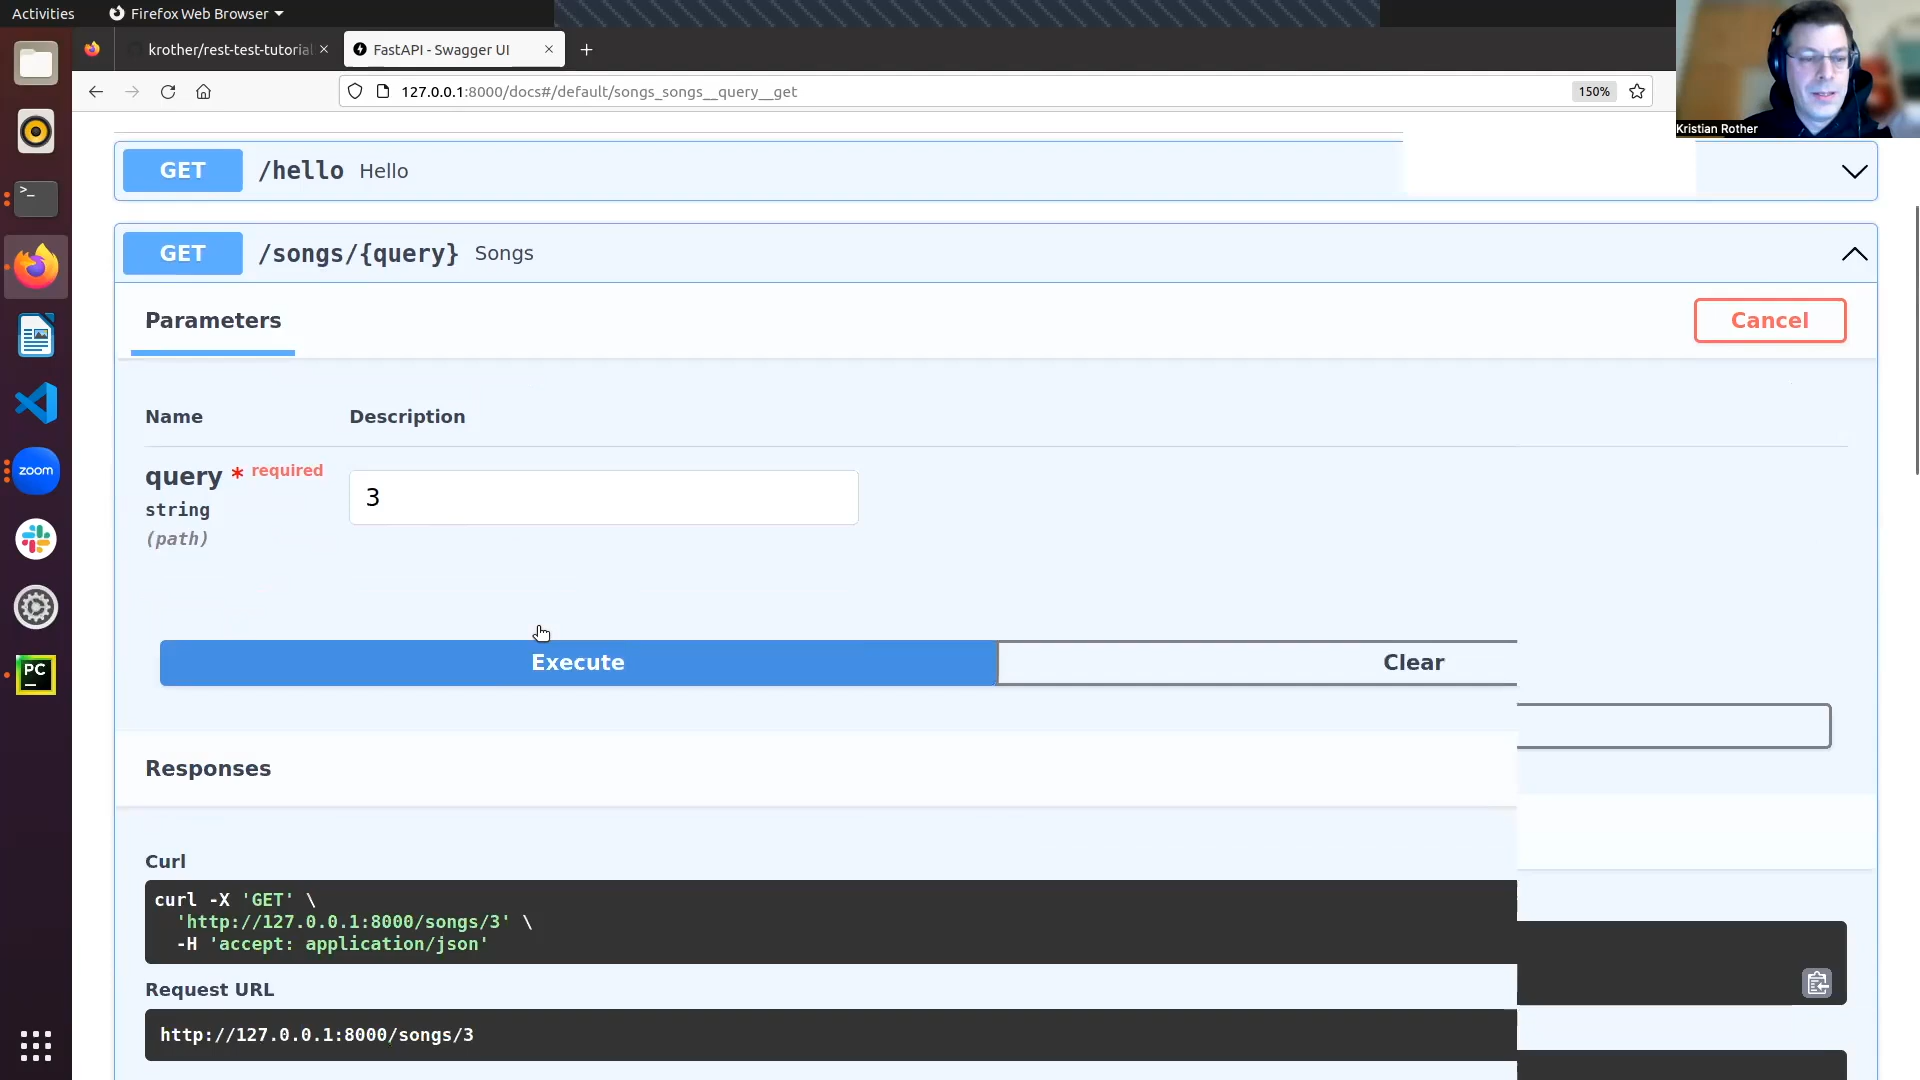 Activities
Firefox Web Browser
krother/rest-test-tutorial
FastAPI - Swagger UI
127.0.0.1:8000/docs#/default/songs_songs__query__get
150%
Kristian Rother
GET /hello Hello
GET /songs/{query} Songs
Parameters
Cancel
Name Description
query * required
string
(path)
3
Execute
Clear
Responses
Curl
curl -X 'GET' \
'http://127.0.0.1:8000/songs/3' \
-H 'accept: application/json'
Request URL
http://127.0.0.1:8000/songs/3
>_
zoom
PC